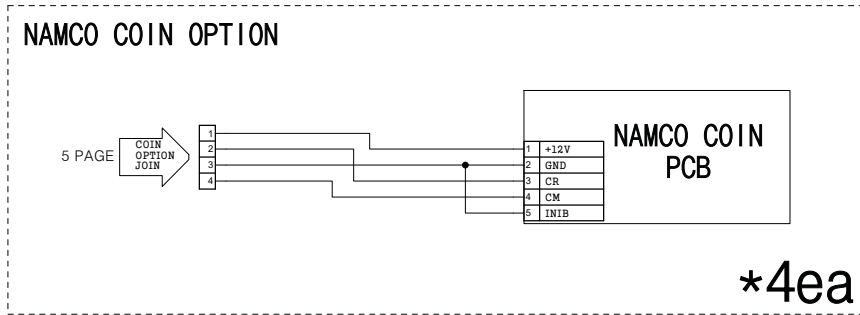 NAMCO COIN OPTION
5 PAGE
COIN
OPTION
JOIN
1
2
3
4
1 +12V
2 GND
3 CR
4 CM
5 INIB
NAMCO COIN
PCB
*4ea